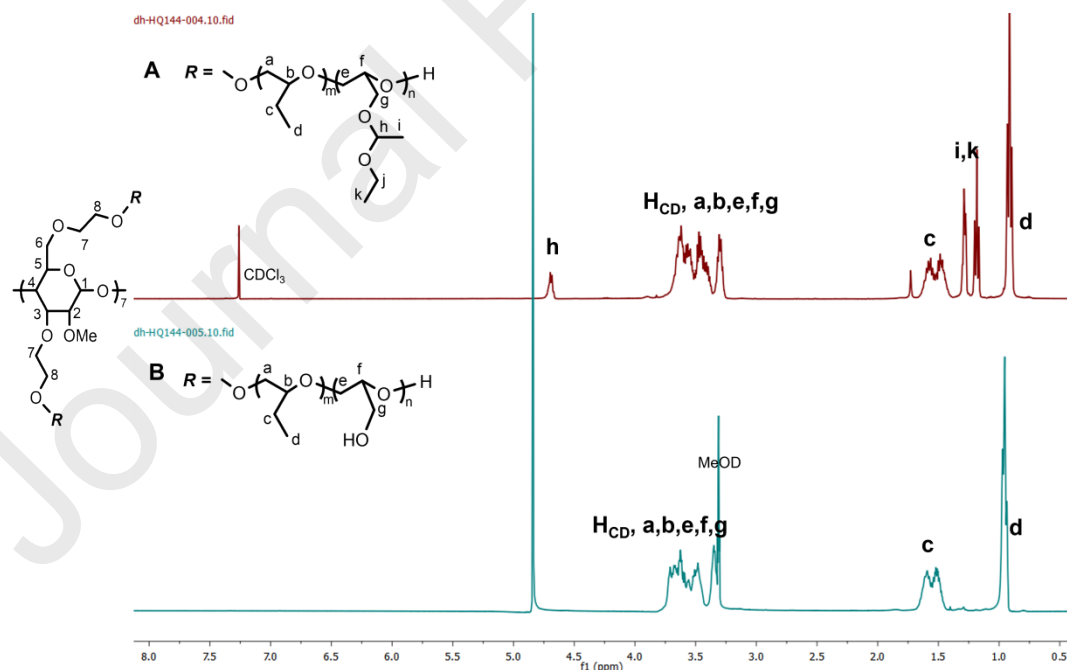 dh-HQ144-004.10.fid
A
R =
O
a
b
O
m
e
f
O
n
H
c
d
g
O
h
i
O
j
k
i,k
H_CD, a,b,e,f,g
h
c
d
CDCl₃
R
O
8
O
7
6
5
O
4
1
O
7
3
2
OMe
O
7
8
O
R
dh-HQ144-005.10.fid
B
R =
O
a
b
O
m
e
f
O
n
H
c
d
g
HO
MeOD
H_CD, a,b,e,f,g
c
d
8.0 7.5 7.0 6.5 6.0 5.5 5.0 4.5 4.0 3.5 3.0 2.5 2.0 1.5 1.0
f1 (ppm)
Journal P